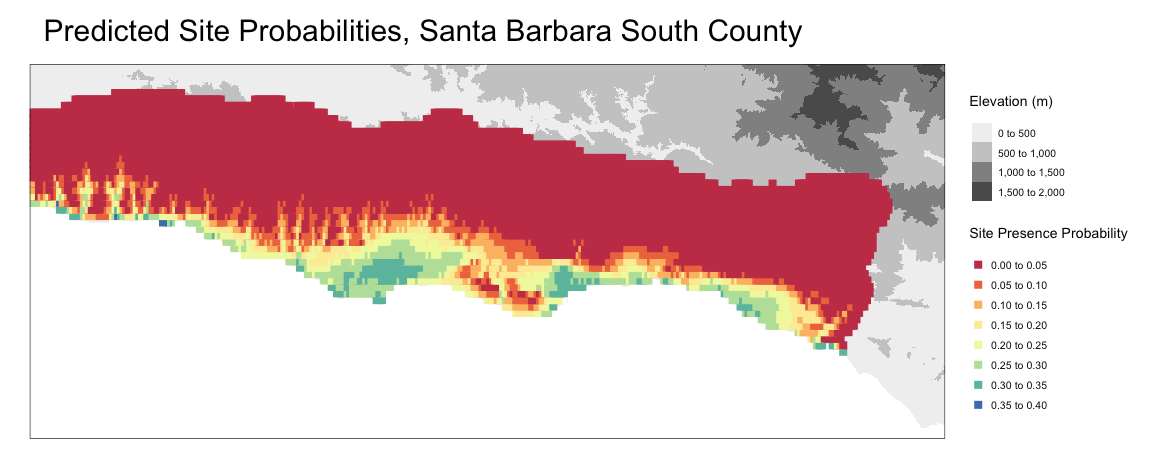 Predicted Site Probabilities, Santa Barbara South County
Elevation (m)
0 to 500
500 to 1,000
1,000 to 1,500
1,500 to 2,000
Site Presence Probability
0.00 to 0.05
0.05 to 0.10
0.10 to 0.15
0.15 to 0.20
0.20 to 0.25
0.25 to 0.30
0.30 to 0.35
0.35 to 0.40